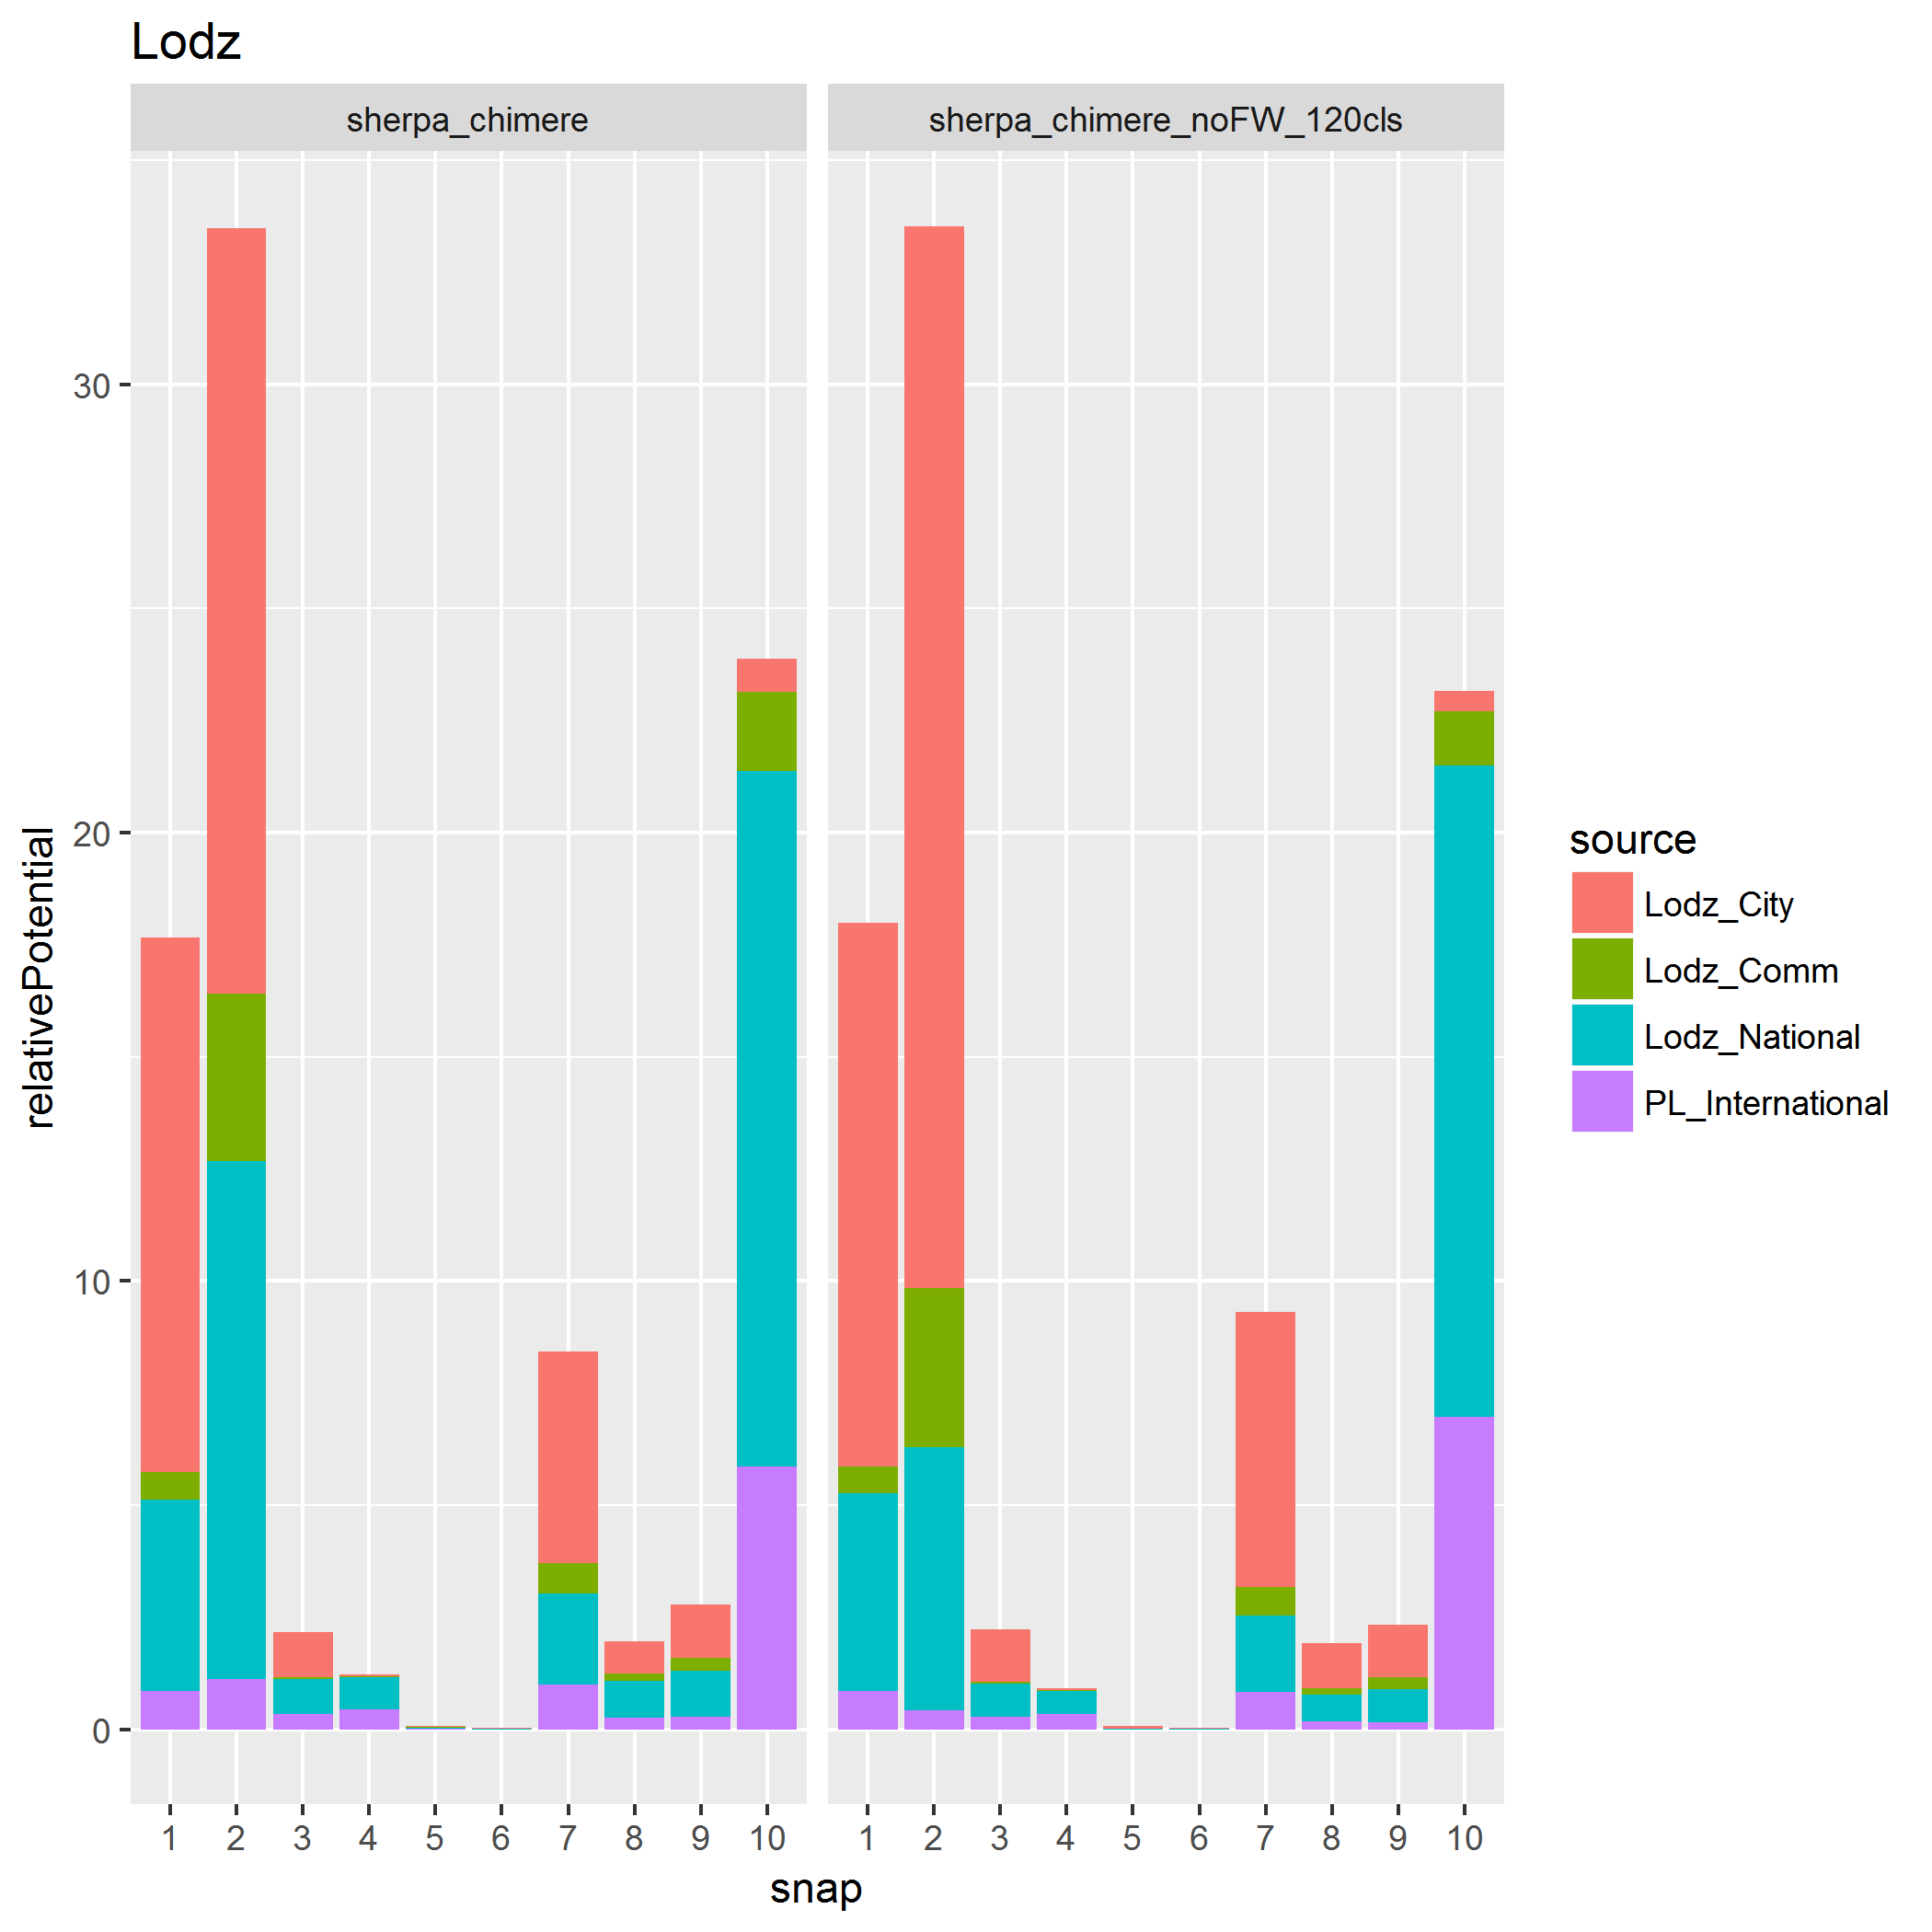 Lodz
sherpa_chimere
sherpa_chimere_noFW_120cls
relativePotential
30
20
10
0
1 2 3 4 5 6 7 8 9 10
1 2 3 4 5 6 7 8 9 10
snap
source
Lodz_City
Lodz_Comm
Lodz_National
PL_International